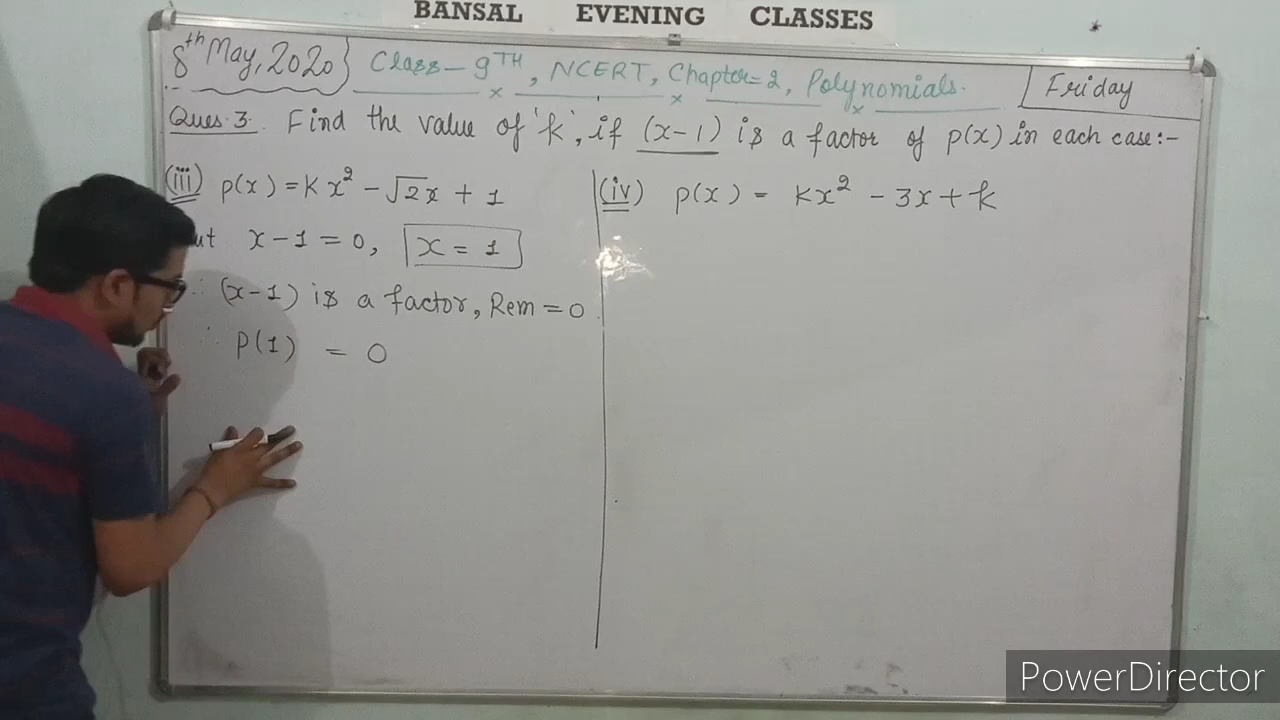 BANSAL EVENING CLASSES
8th May, 2020} Class-9TH, NCERT, Chapter=2, Polynomials. Friday
Ques.3. Find the value of 'k', if (x-1) is a factor of p(x) in each case:-
(iii) p(x) = Kx² - √2x + 1
x-1 = 0, x = 1
∵ (x-1) is a factor, Rem = 0
∴ p(1) = 0
(iv) p(x) = kx² - 3x + k
PowerDirector